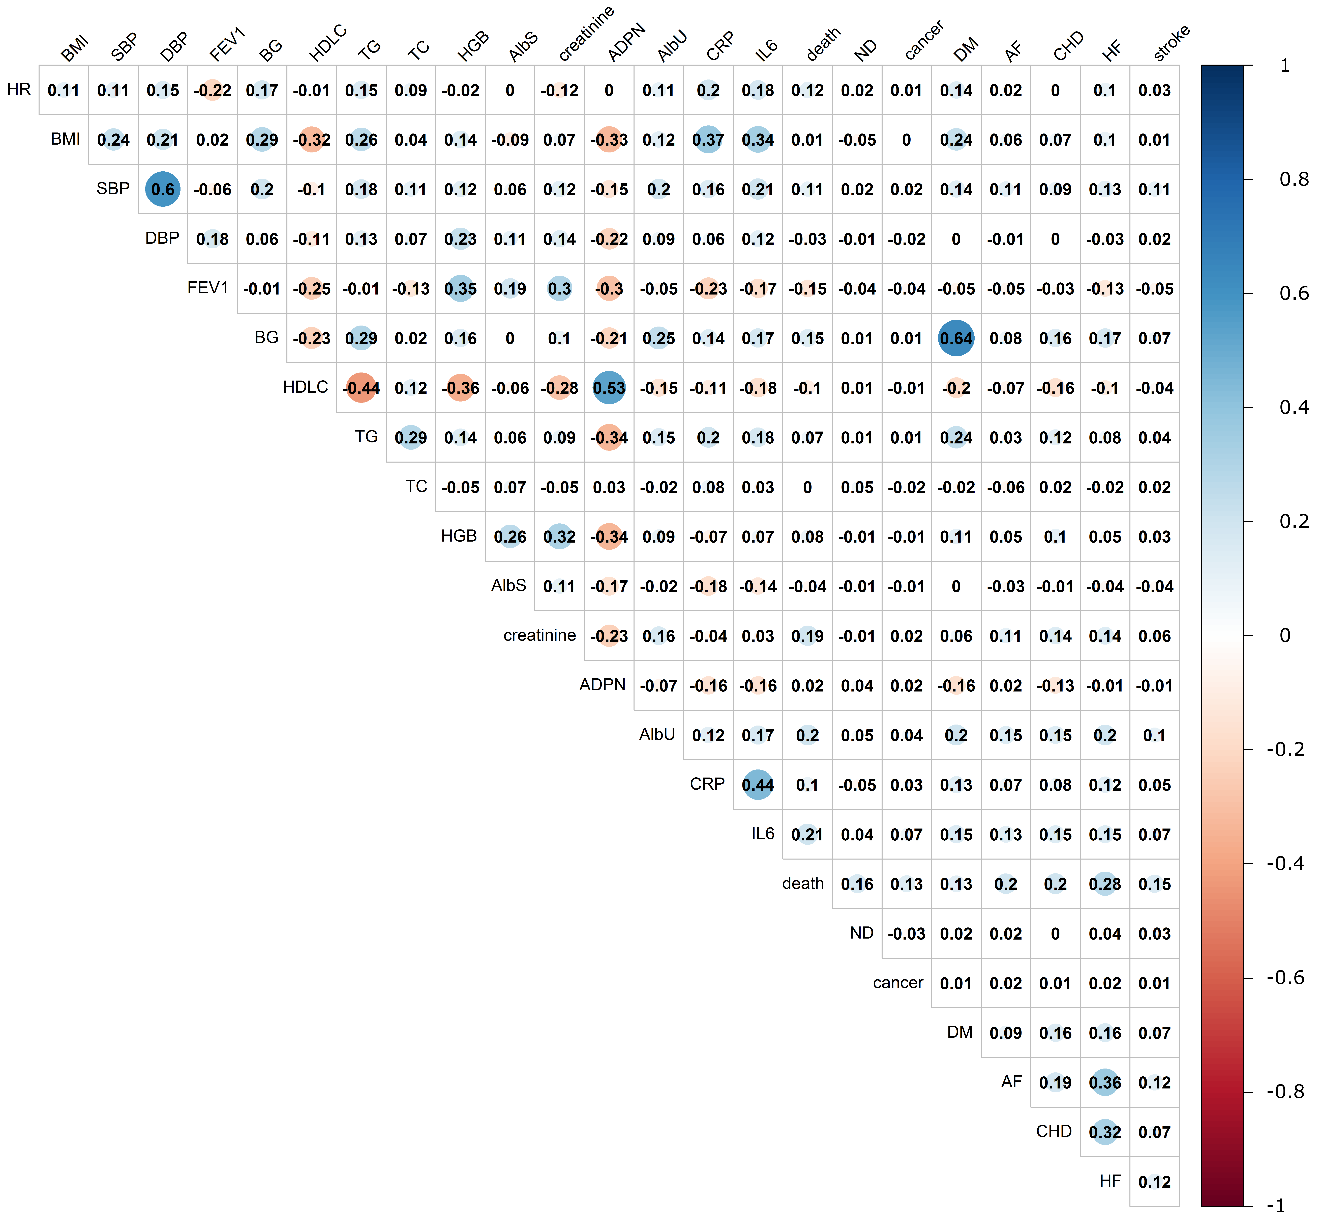 BMI SBP DBP FEV1 BG HDLC TG TC HGB AlbS creatinine ADPN AlbU CRP IL6 death ND cancer DM AF CHD HF stroke
HR 0.11 0.11 0.15 -0.22 0.17 -0.01 0.15 0.09 -0.02 0 -0.12 0 0.11 0.2 0.18 0.12 0.02 0.01 0.14 0.02 0 0.1 0.03
BMI 0.24 0.21 0.02 0.29 -0.32 0.26 0.04 0.14 -0.09 0.07 -0.33 0.12 0.37 0.34 0.01 -0.05 0 0.24 0.06 0.07 0.1 0.01
SBP 0.6 -0.06 0.2 -0.1 0.18 0.11 0.12 0.06 0.12 -0.15 0.2 0.16 0.21 0.11 0.02 0.02 0.14 0.11 0.09 0.13 0.11
DBP 0.18 0.06 -0.11 0.13 0.07 0.23 0.11 0.14 -0.22 0.09 0.06 0.12 -0.03 -0.01 -0.02 0 -0.01 0 -0.03 0.02
FEV1 -0.01 -0.25 -0.01 -0.13 0.35 0.19 0.3 -0.3 -0.05 -0.23 -0.17 -0.15 -0.04 -0.04 -0.05 -0.05 -0.03 -0.13 -0.05
BG -0.23 0.29 0.02 0.16 0 0.1 -0.21 0.25 0.14 0.17 0.15 0.01 0.01 0.64 0.08 0.16 0.17 0.07
HDLC -0.44 0.12 -0.36 -0.06 -0.28 0.53 -0.15 -0.11 -0.18 -0.1 0.01 -0.01 -0.2 -0.07 -0.16 -0.1 -0.04
TG 0.29 0.14 0.06 0.09 -0.34 0.15 0.2 0.18 0.07 0.01 0.01 0.24 0.03 0.12 0.08 0.04
TC -0.05 0.07 -0.05 0.03 -0.02 0.08 0.03 0 0.05 -0.02 -0.02 -0.06 0.02 -0.02 0.02
HGB 0.26 0.32 -0.34 0.09 -0.07 0.07 0.08 -0.01 -0.01 0.11 0.05 0.1 0.05 0.03
AlbS 0.11 -0.17 -0.02 -0.18 -0.14 -0.04 -0.01 -0.01 0 -0.03 -0.01 -0.04 -0.04
creatinine -0.23 0.16 -0.04 0.03 0.19 -0.01 0.02 0.06 0.11 0.14 0.14 0.06
ADPN -0.07 -0.16 -0.16 0.02 0.04 0.02 -0.16 0.02 -0.13 -0.01 -0.01
AlbU 0.12 0.17 0.2 0.05 0.04 0.2 0.15 0.15 0.2 0.1
CRP 0.44 0.1 -0.05 0.03 0.13 0.07 0.08 0.12 0.05
IL6 0.21 0.04 0.07 0.15 0.13 0.15 0.15 0.07
death 0.16 0.13 0.13 0.2 0.2 0.28 0.15
ND -0.03 0.02 0.02 0 0.04 0.03
cancer 0.01 0.02 0.01 0.02 0.01
DM 0.09 0.16 0.16 0.07
AF 0.19 0.36 0.12
CHD 0.32 0.07
HF 0.12
1
0.8
0.6
0.4
0.2
0
-0.2
-0.4
-0.6
-0.8
-1